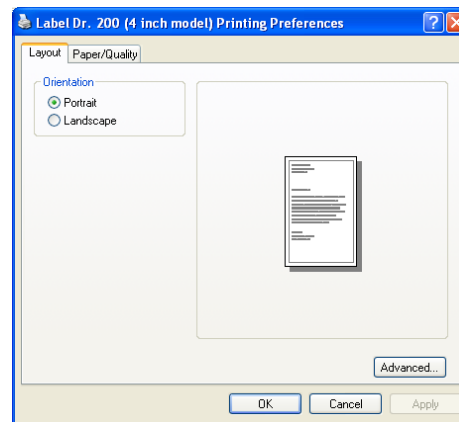 Label Dr. 200 (4 inch model) Printing Preferences
Layout Paper/Quality
Orientation
Portrait
Landscape
Advanced...
OK Cancel Apply